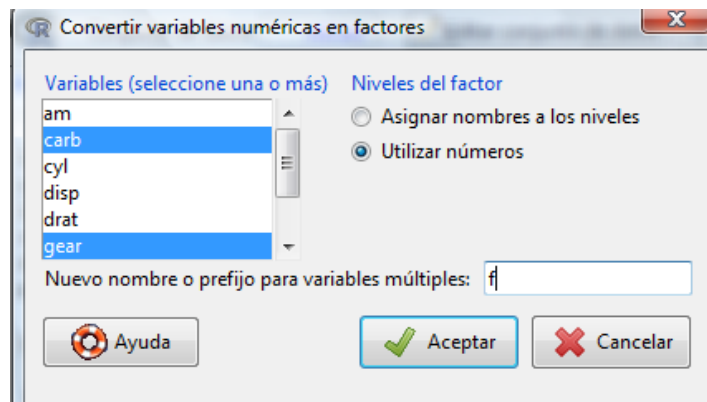 Convertir variables numéricas en factores
Variables (seleccione una o más)
Niveles del factor
am
carb
cyl
disp
drat
gear
Asignar nombres a los niveles
Utilizar números
Nuevo nombre o prefijo para variables múltiples: f
Ayuda
Aceptar
Cancelar